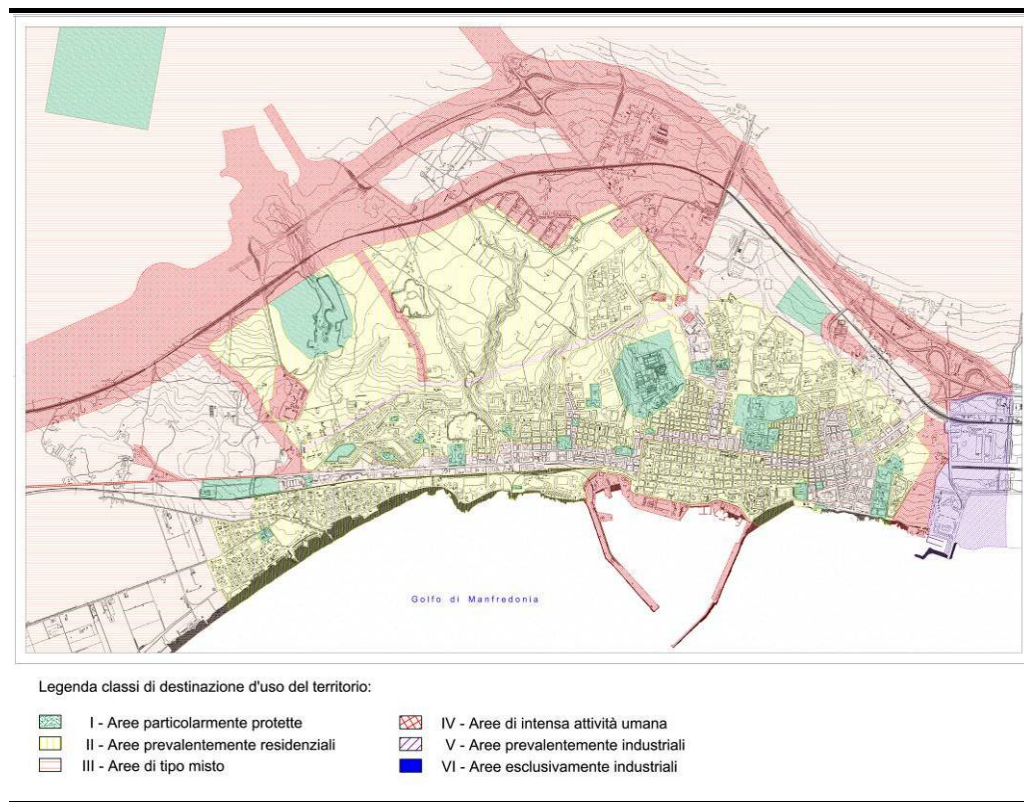 Golfo di Manfredonia
Legenda classi di destinazione d'uso del territorio:
I - Aree particolarmente protette
II - Aree prevalentemente residenziali
III - Aree di tipo misto
IV - Aree di intensa attività umana
V - Aree prevalentemente industriali
VI - Aree esclusivamente industriali